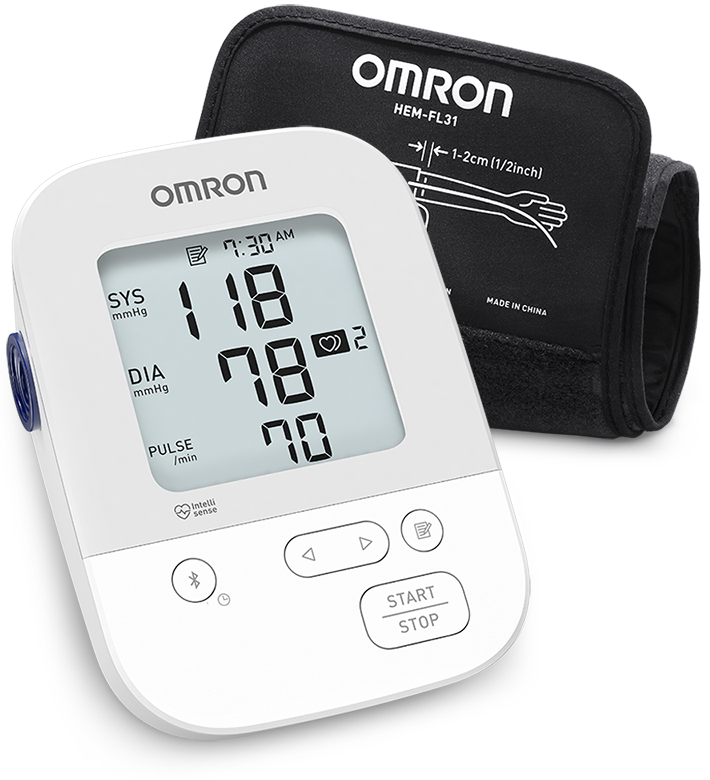 OMRON
HEM-FL31
1-2cm (1/2inch)
MADE IN CHINA
OMRON
7:30 AM
SYS
mmHg
118
DIA
mmHg
78
2
PULSE
/min
70
Intelli
sense
START
STOP